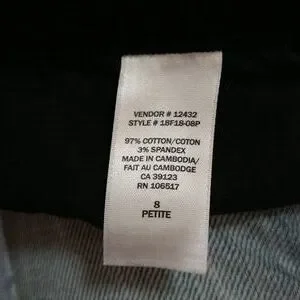 VENDOR # 12432
STYLE # 18F18-08P
97% COTTON/COTON
3% SPANDEX
MADE IN CAMBODIA/
FAIT AU CAMBODGE
CA 39123
RN 106517
8
PETITE